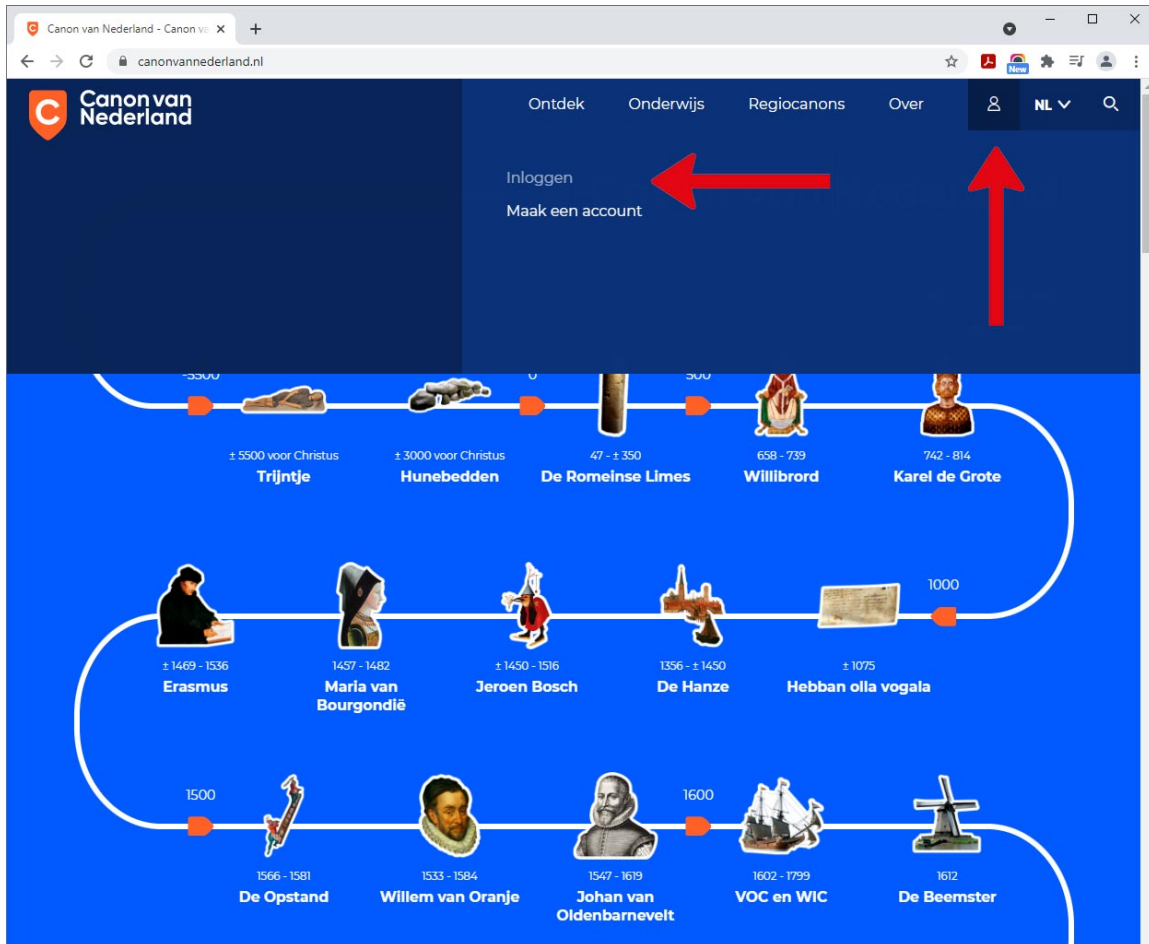 Canon van Nederland - Canon va
canonvannederland.nl
New
Canon van
Nederland
Ontdek Onderwijs Regiocanons Over NL
Inloggen
Maak een account
-5500 0 500
± 5500 voor Christus ± 3000 voor Christus 47 - ± 350 658 - 739 742 - 814
Trijntje Hunebedden De Romeinse Limes Willibrord Karel de Grote
1000
± 1469 - 1536 1457 - 1482 ± 1450 - 1516 1356 - ± 1450 ± 1075
Erasmus Maria van Jeroen Bosch De Hanze Hebban olla vogala
Bourgondië
1500 1600
1566 - 1581 1533 - 1584 1547 - 1619 1602 - 1799 1612
De Opstand Willem van Oranje Johan van VOC en WIC De Beemster
Oldenbarnevelt